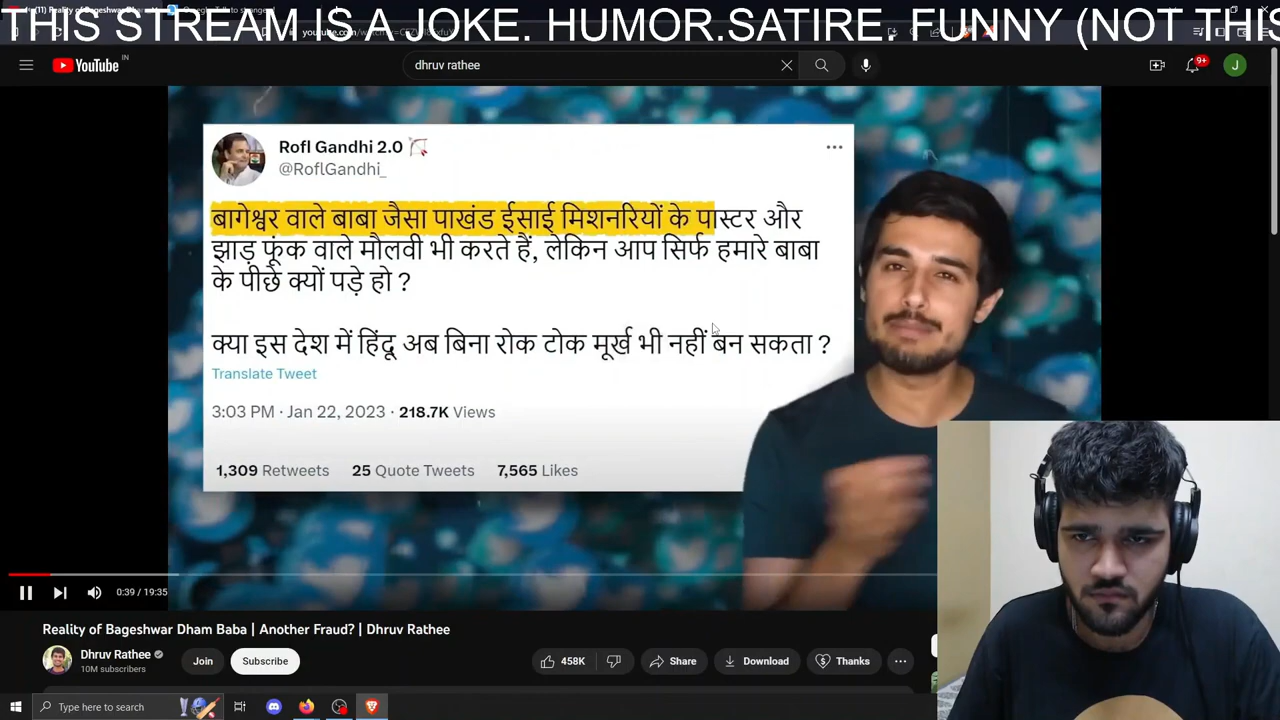 THIS STREAM IS A JOKE. HUMOR.SATIRE. FUNNY (NOT THIS
YouTube IN
dhruv rathee
9+
J
Rofl Gandhi 2.0
@RoflGandhi_
बागेश्वर वाले बाबा जैसा पाखंड ईसाई मिशनरियों के पास्टर और
झाड़ फूंक वाले मौलवी भी करते हैं, लेकिन आप सिर्फ हमारे बाबा
के पीछे क्यों पड़े हो ?
क्या इस देश में हिंदू अब बिना रोक टोक मूर्ख भी नहीं बन सकता ?
Translate Tweet
3:03 PM · Jan 22, 2023 · 218.7K Views
1,309 Retweets 25 Quote Tweets 7,565 Likes
0:39 / 19:35
Reality of Bageshwar Dham Baba | Another Fraud? | Dhruv Rathee
Dhruv Rathee
10M subscribers
Join
Subscribe
458K
Share
Download
Thanks
Type here to search